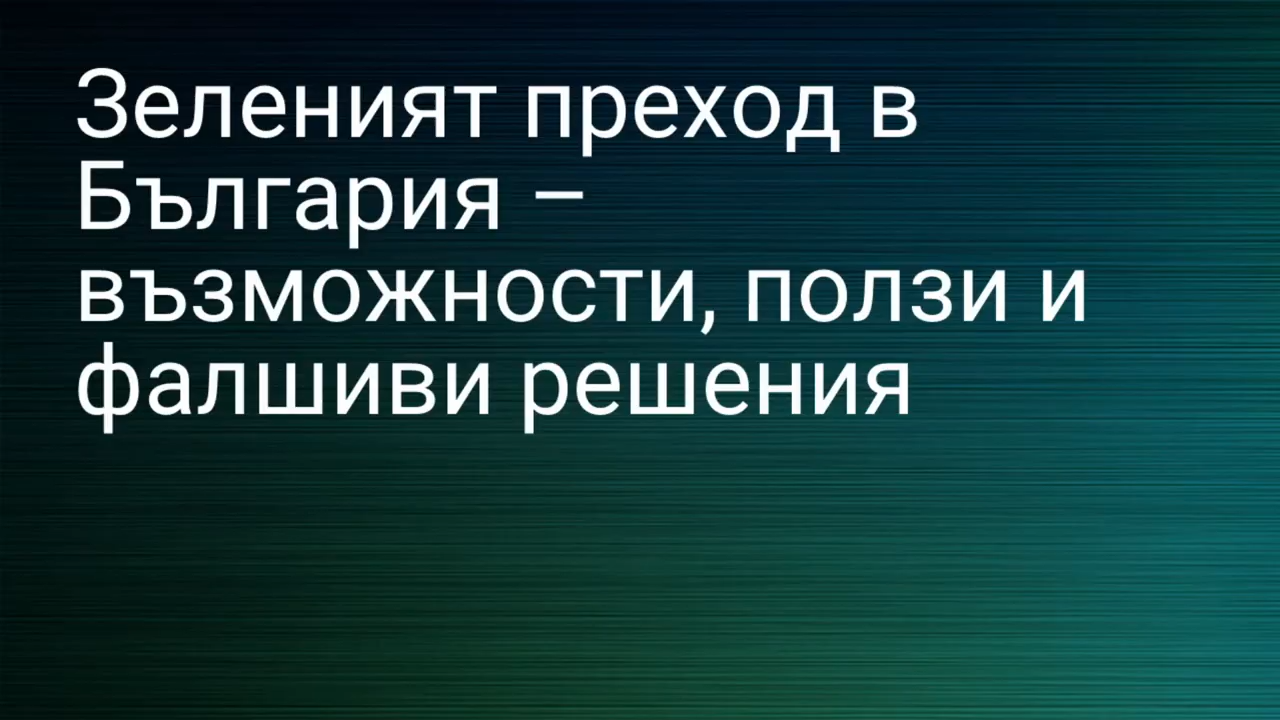 Зеленият преход в
България –
възможности, ползи и
фалшиви решения